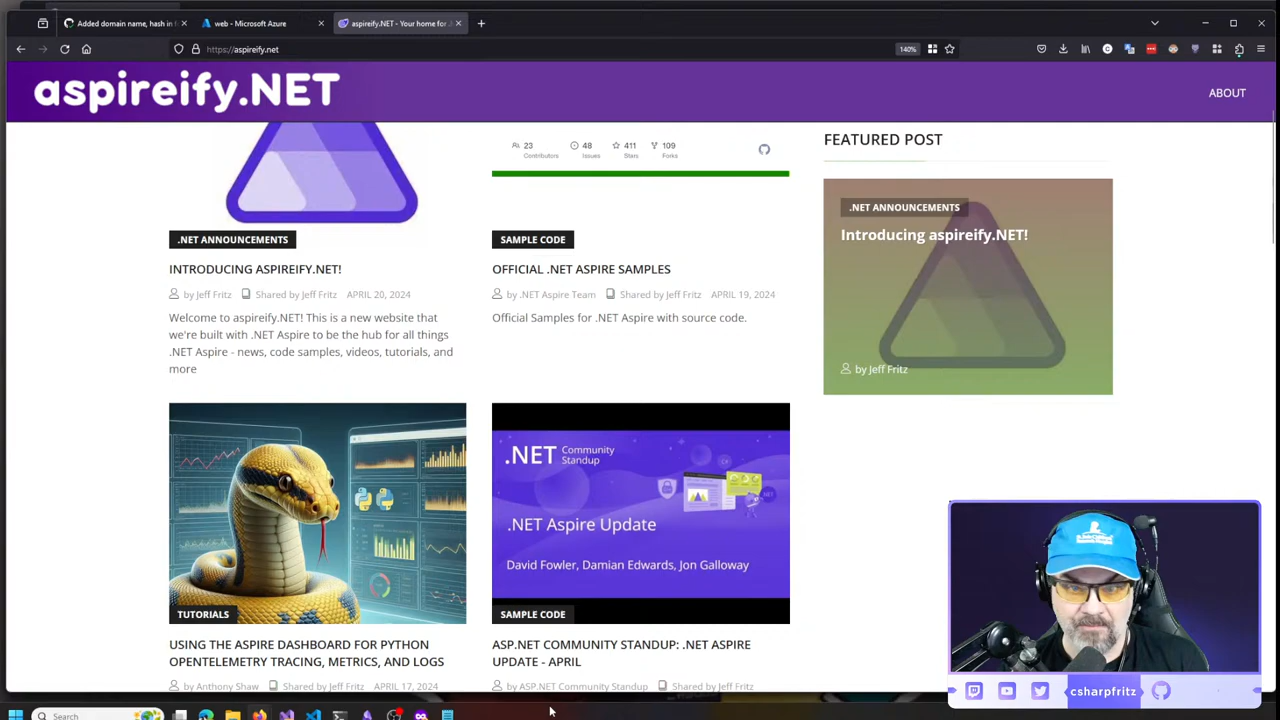 Added domain name, hash in f
web - Microsoft Azure
aspireify.NET - Your home for
https://aspireify.net
140%
aspireify.NET
ABOUT
23
Contributors
48
Issues
411
Stars
109
Forks
.NET ANNOUNCEMENTS
INTRODUCING ASPIREIFY.NET!
by Jeff Fritz
Shared by Jeff Fritz
APRIL 20, 2024
Welcome to aspireify.NET! This is a new website that
we're built with .NET Aspire to be the hub for all things
.NET Aspire - news, code samples, videos, tutorials, and
more
SAMPLE CODE
OFFICIAL .NET ASPIRE SAMPLES
by .NET Aspire Team
Shared by Jeff Fritz
APRIL 19, 2024
Official Samples for .NET Aspire with source code.
FEATURED POST
.NET ANNOUNCEMENTS
Introducing aspireify.NET!
by Jeff Fritz
TUTORIALS
USING THE ASPIRE DASHBOARD FOR PYTHON
OPENTELEMETRY TRACING, METRICS, AND LOGS
by Anthony Shaw
Shared by Jeff Fritz
APRIL 17, 2024
.NET Community
Standup
.NET Aspire Update
David Fowler, Damian Edwards, Jon Galloway
SAMPLE CODE
ASP.NET COMMUNITY STANDUP: .NET ASPIRE
UPDATE - APRIL
by ASP.NET Community Standup
Shared by Jeff Fritz
csharpfritz
Search